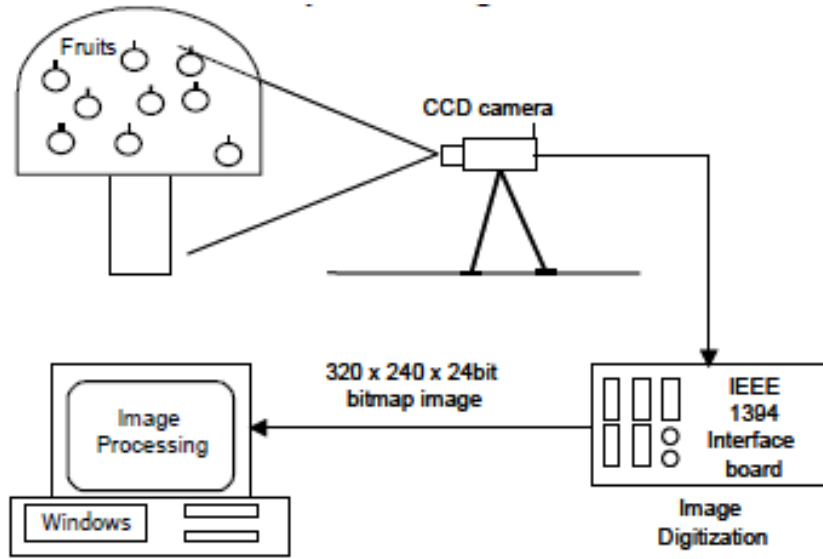 Fruits
CCD camera
320 x 240 x 24bit
bitmap image
IEEE
1394
Interface
board
Image
Processing
Windows
Image
Digitization